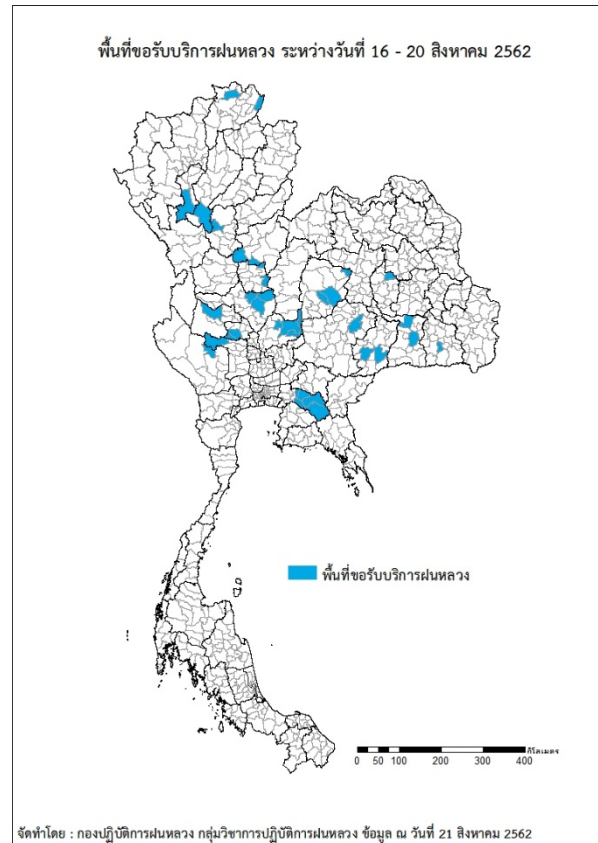 พื้นที่ขอรับบริการฝนหลวง ระหว่างวันที่ 16 - 20 สิงหาคม 2562
พื้นที่ขอรับบริการฝนหลวง
กิโลเมตร
0 50 100 200 300 400
จัดทำโดย : กองปฏิบัติการฝนหลวง กลุ่มวิชาการปฏิบัติการฝนหลวง ข้อมูล ณ วันที่ 21 สิงหาคม 2562